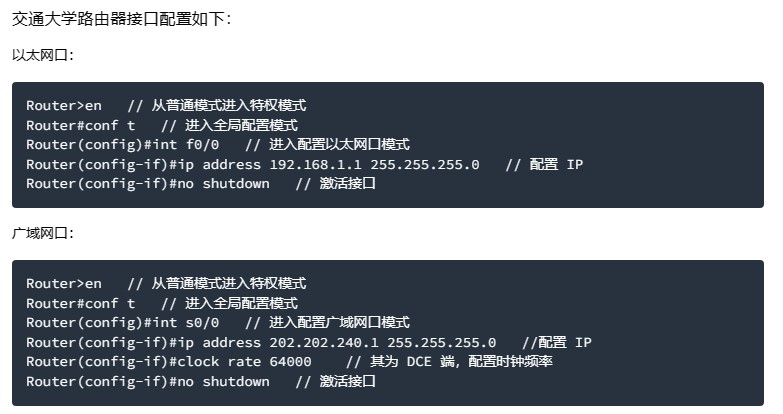 交通大学路由器接口配置如下：
以太网口：
Router>en   // 从普通模式进入特权模式
Router#conf t   // 进入全局配置模式
Router(config)#int f0/0   // 进入配置以太网口模式
Router(config-if)#ip address 192.168.1.1 255.255.255.0   // 配置 IP
Router(config-if)#no shutdown   // 激活接口
广域网口：
Router>en   // 从普通模式进入特权模式
Router#conf t   // 进入全局配置模式
Router(config)#int s0/0   // 进入配置广域网口模式
Router(config-if)#ip address 202.202.240.1 255.255.255.0   //配置 IP
Router(config-if)#clock rate 64000    // 其为 DCE 端，配置时钟频率
Router(config-if)#no shutdown   // 激活接口